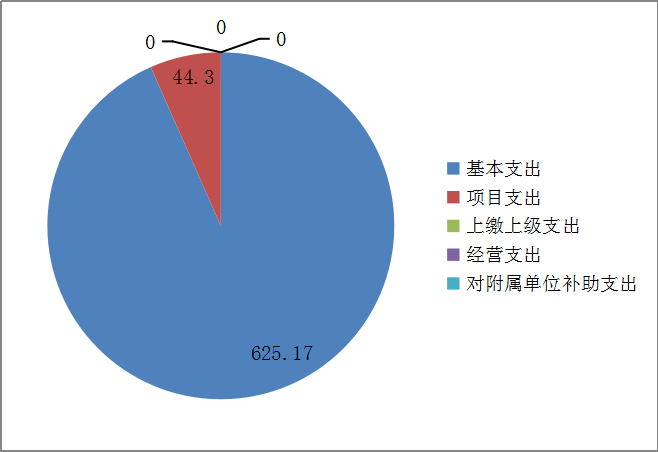 0
0
0
44.3
625.17
基本支出
项目支出
上缴上级支出
经营支出
对附属单位补助支出